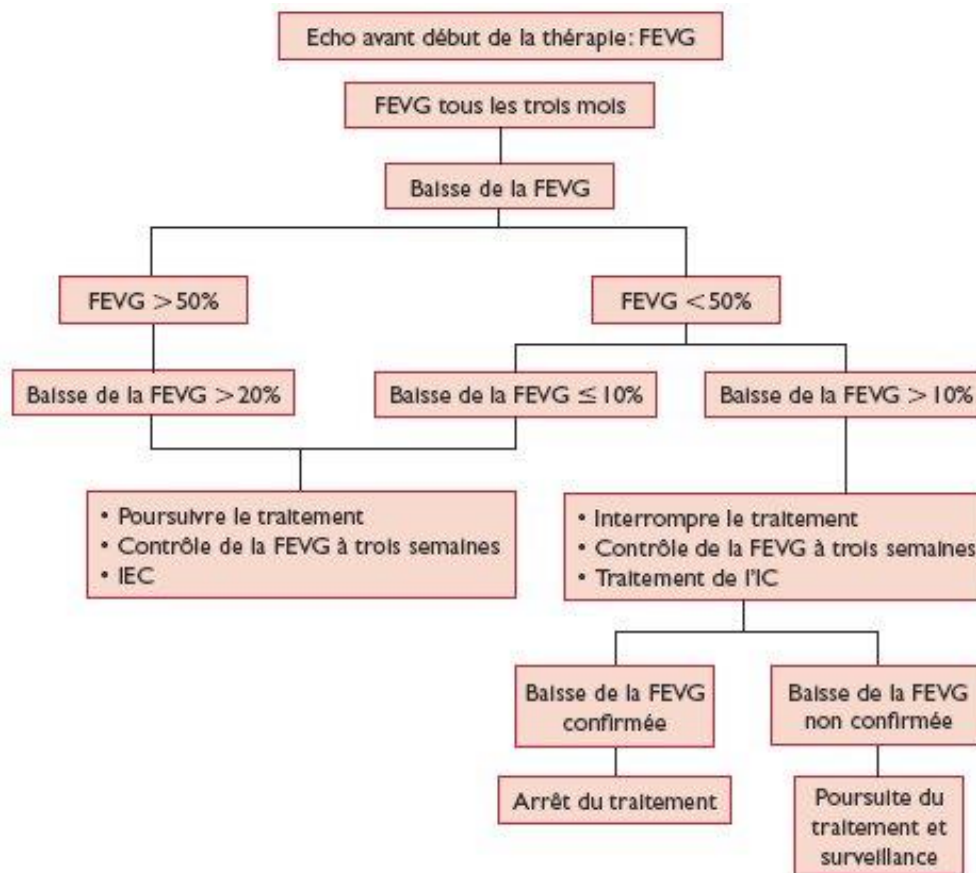 Echo avant début de la thérapie: FEVG
FEVG tous les trois mois
Baisse de la FEVG
FEVG > 50%
FEVG < 50%
Baisse de la FEVG > 20%
Baisse de la FEVG ≤ 10%
Baisse de la FEVG > 10%
• Poursuivre le traitement
• Contrôle de la FEVG à trois semaines
• IEC
• Interrompre le traitement
• Contrôle de la FEVG à trois semaines
• Traitement de l'IC
Baisse de la FEVG
confirmée
Baisse de la FEVG
non confirmée
Arrêt du traitement
Poursuite du
traitement et
surveillance